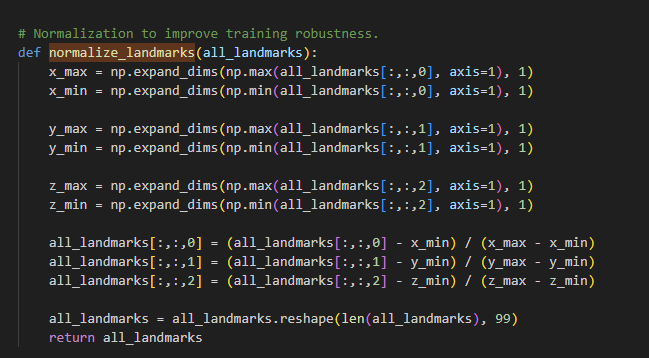 # Normalization to improve training robustness.
def normalize_landmarks(all_landmarks):
    x_max = np.expand_dims(np.max(all_landmarks[:,:,0], axis=1), 1)
    x_min = np.expand_dims(np.min(all_landmarks[:,:,0], axis=1), 1)

    y_max = np.expand_dims(np.max(all_landmarks[:,:,1], axis=1), 1)
    y_min = np.expand_dims(np.min(all_landmarks[:,:,1], axis=1), 1)

    z_max = np.expand_dims(np.max(all_landmarks[:,:,2], axis=1), 1)
    z_min = np.expand_dims(np.min(all_landmarks[:,:,2], axis=1), 1)

    all_landmarks[:,:,0] = (all_landmarks[:,:,0] - x_min) / (x_max - x_min)
    all_landmarks[:,:,1] = (all_landmarks[:,:,1] - y_min) / (y_max - y_min)
    all_landmarks[:,:,2] = (all_landmarks[:,:,2] - z_min) / (z_max - z_min)

    all_landmarks = all_landmarks.reshape(len(all_landmarks), 99)
    return all_landmarks